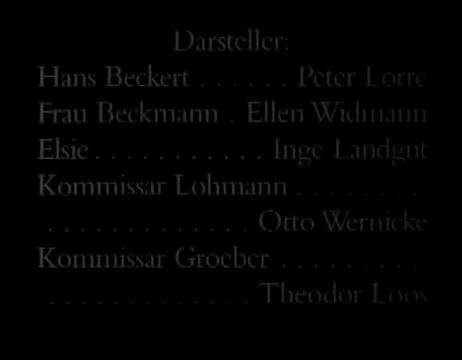 Darsteller:
Hans Beckert . . . . . . Peter Lorre
Frau Beckmann . Ellen Widmann
Elsie . . . . . . . . . . . . Inge Landgut
Kommissar Lohmann . . . . . . . .
. . . . . . . . . . . . . . Otto Wernicke
Kommissar Groeber . . . . . . . . .
. . . . . . . . . . . . . . Theodor Loos